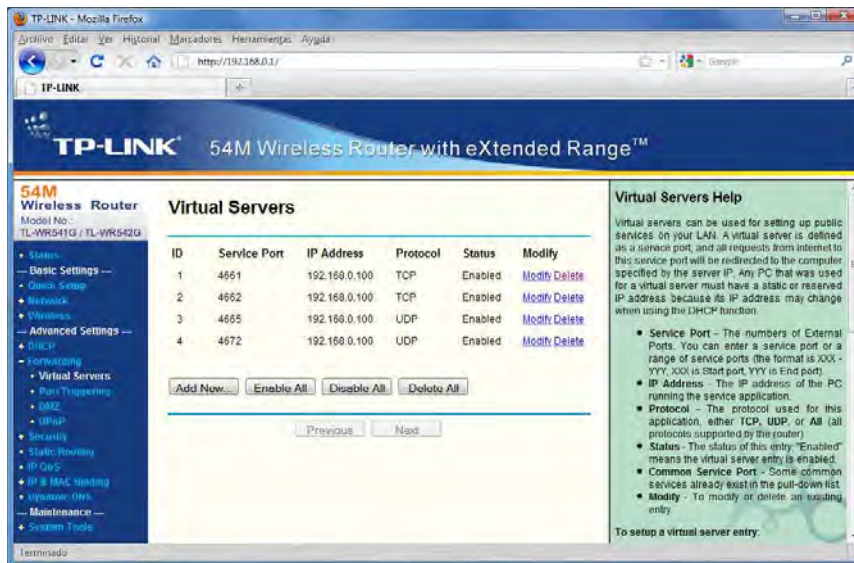 TP-LINK - Mozilla Firefox
Archivo Editar Ver Historial Marcadores Herramientas Ayuda
http://192.168.0.1/
Google
TP-LINK
TP-LINK 54M Wireless Router with eXtended Range™
54M
Wireless Router
Model No.:
TL-WR541G / TL-WR542G
Status
--- Basic Settings ---
Quick Setup
Network
Wireless
--- Advanced Settings ---
DHCP
Forwarding
Virtual Servers
Port Triggering
DMZ
UPnP
Security
Static Routing
IP QoS
IP & MAC Binding
Dynamic DNS
--- Maintenance ---
System Tools
Virtual Servers
ID Service Port IP Address Protocol Status Modify
1 4661 192.168.0.100 TCP Enabled Modify Delete
2 4662 192.168.0.100 TCP Enabled Modify Delete
3 4665 192.168.0.100 UDP Enabled Modify Delete
4 4672 192.168.0.100 UDP Enabled Modify Delete
Add New... Enable All Disable All Delete All
Previous Next
Virtual Servers Help
Virtual servers can be used for setting up public
services on your LAN. A virtual server is defined
as a service port, and all requests from internet to
this service port will be redirected to the computer
specified by the server IP. Any PC that was used
for a virtual server must have a static or reserved
IP address because its IP address may change
when using the DHCP function.
Service Port - The numbers of External
Ports. You can enter a service port or a
range of service ports (the format is XXX -
YYY, XXX is Start port, YYY is End port).
IP Address - The IP address of the PC
running the service application.
Protocol - The protocol used for this
application, either TCP, UDP, or All (all
protocols supported by the router)
Status - The status of this entry, "Enabled"
means the virtual server entry is enabled.
Common Service Port - Some common
services already exist in the pull-down list.
Modify - To modify or delete an existing
entry.
To setup a virtual server entry:
Terminado